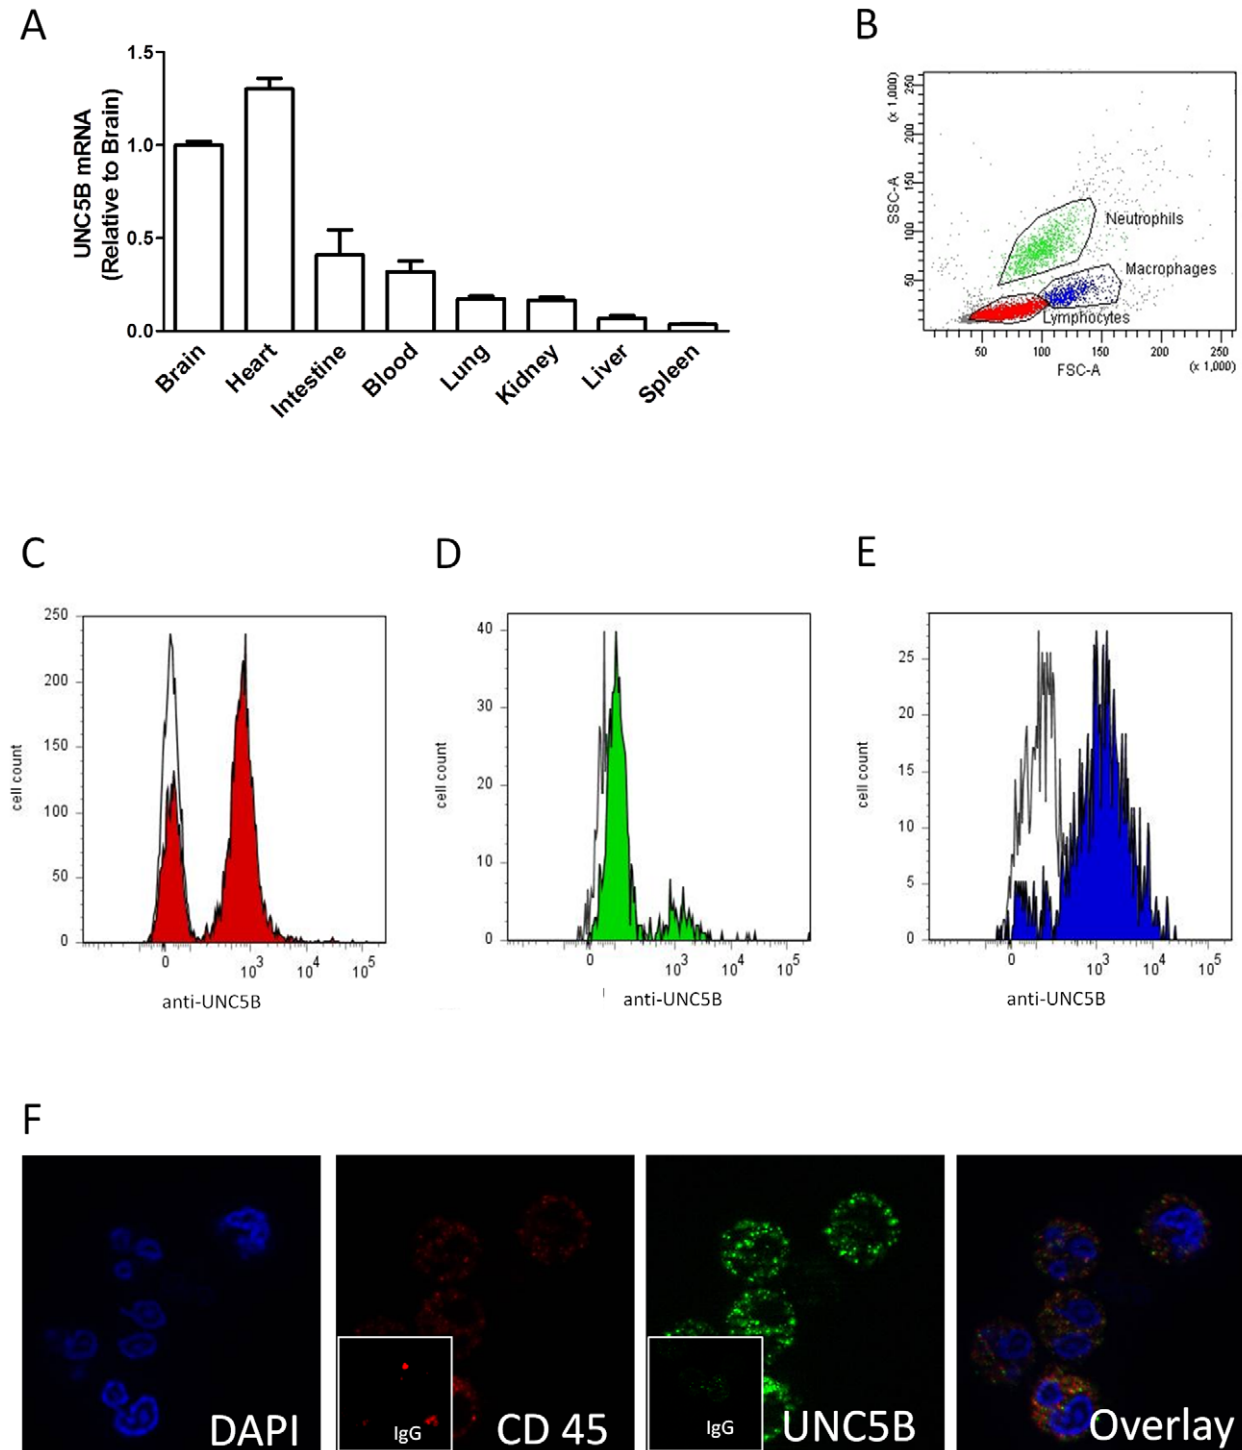 A
UNC5B mRNA
(Relative to Brain)
1.5
1.0
0.5
0.0
Brain
Heart
Intestine
Blood
Lung
Kidney
Liver
Spleen
B
(x 1,000)
SSC-A
250
200
150
100
50
Neutrophils
Macrophages
Lymphocytes
50 100 150 200 250
FSC-A (x 1,000)
C
cell count
250
200
150
100
50
0
0 10³ 10⁴ 10⁵
anti-UNC5B
D
cell count
40
30
20
10
0
0 10³ 10⁴ 10⁵
anti-UNC5B
E
cell count
25
20
15
10
5
0
0 10³ 10⁴ 10⁵
anti-UNC5B
F
DAPI
IgG
CD 45
IgG
UNC5B
Overlay